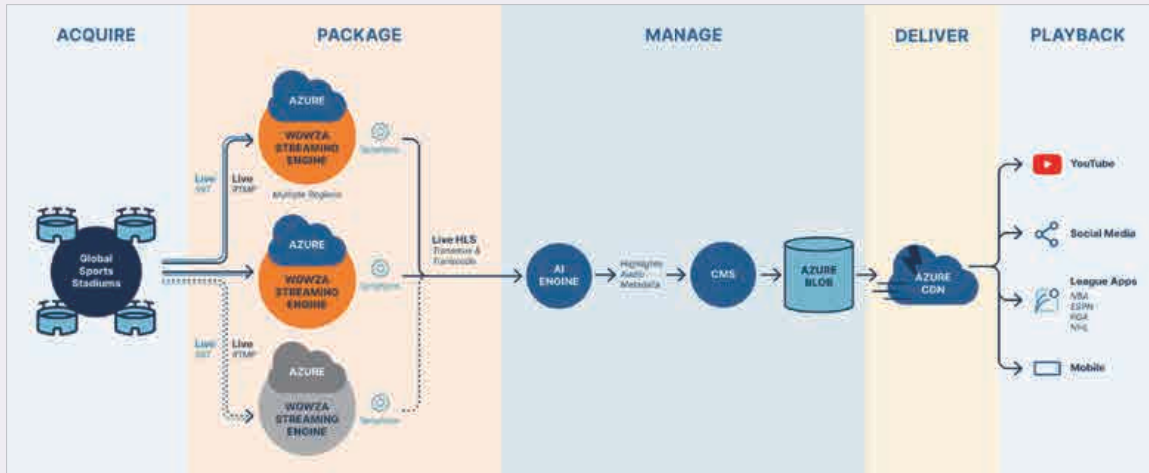 ACQUIRE
PACKAGE
MANAGE
DELIVER
PLAYBACK
Global
Sports
Stadiums
Live
SRT
Live
RTMP
AZURE
WOWZA
STREAMING
ENGINE
Multiple Regions
AZURE
WOWZA
STREAMING
ENGINE
Live
SRT
Live
RTMP
AZURE
WOWZA
STREAMING
ENGINE
Live HLS
Transmux &
Transcode
AI
ENGINE
Highlights
Audio
Metadata
CMS
AZURE
BLOB
AZURE
CDN
YouTube
Social Media
League Apps
NBA
ESPN
PGA
NHL
Mobile